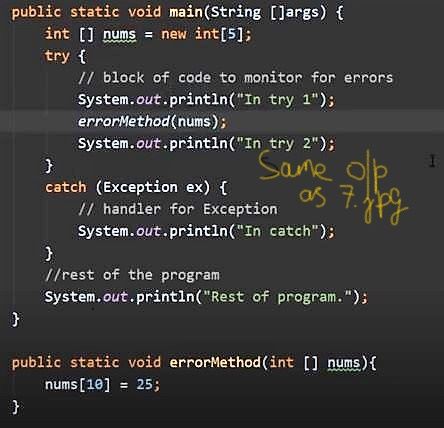 public static void main(String []args) {
int [] nums = new int[5];
try {
// block of code to monitor for errors
System.out.println("In try 1");
errorMethod(nums);
System.out.println("In try 2");
}
Same o/p
as 7.jpg
catch (Exception ex) {
// handler for Exception
System.out.println("In catch");
}
//rest of the program
System.out.println("Rest of program.");
}
public static void errorMethod(int [] nums){
nums[10] = 25;
}